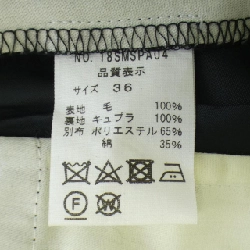 NO. 18SMSPA04
品質表示
サイズ 36
表地 毛 100%
裏地 キュプラ 100%
別布 ポリエステル 65%
綿 35%
F
W